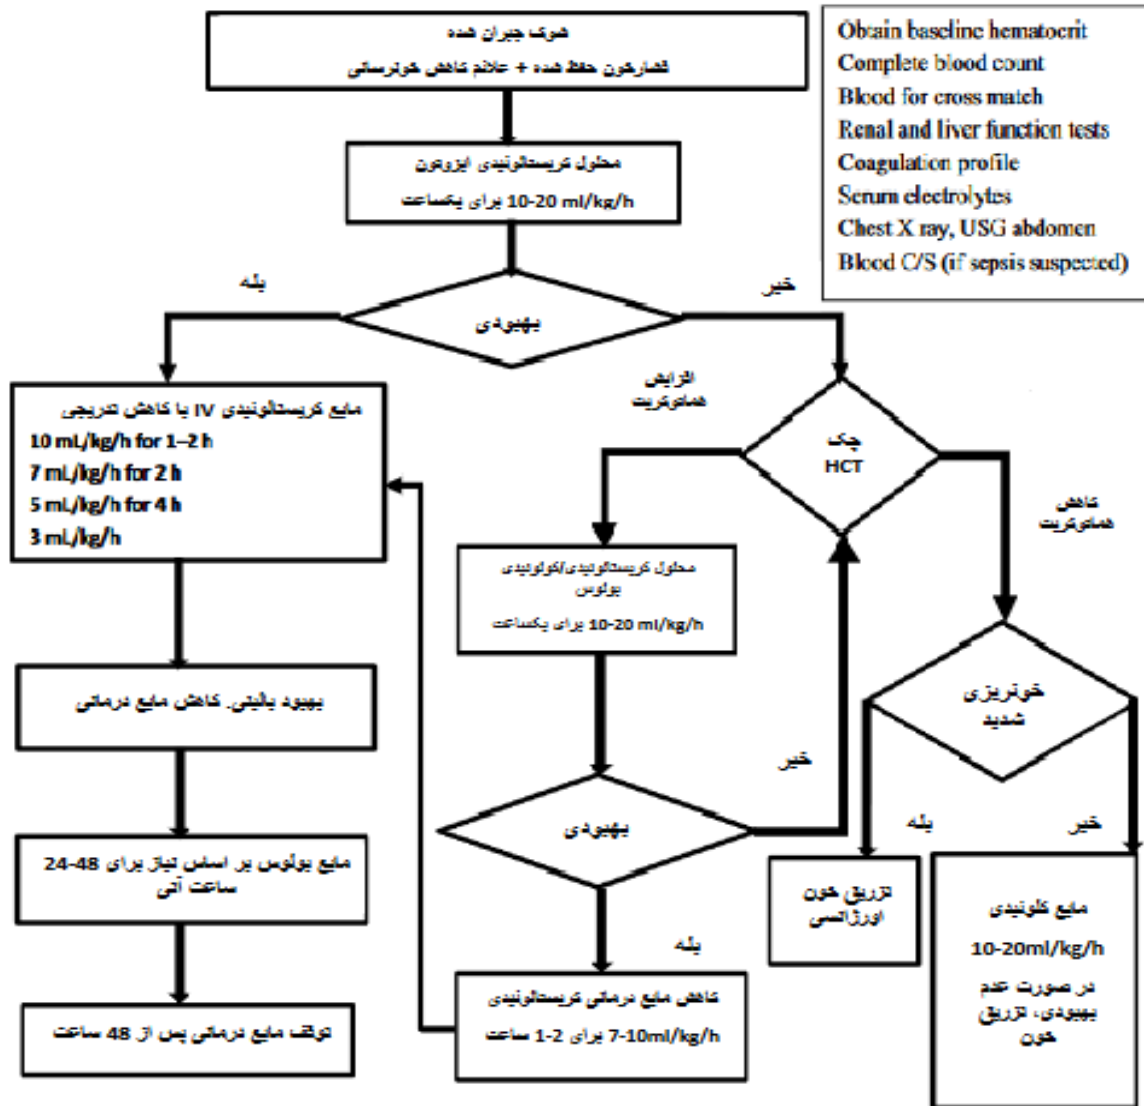 شوک جبران شده
فشارخون حفظ شده + علائم کاهش خونرسانی
Obtain baseline hematocrit
Complete blood count
Blood for cross match
Renal and liver function tests
Coagulation profile
Serum electrolytes
Chest X ray, USG abdomen
Blood C/S (if sepsis suspected)
محلول کریستالوئیدی ایزوتون
10-20 ml/kg/h برای یکساعت
بله
خیر
بهبودی
مایع کریستالوئیدی IV با کاهش تدریجی
10 mL/kg/h for 1–2 h
7 mL/kg/h for 2 h
5 mL/kg/h for 4 h
3 mL/kg/h
افزایش
هماتوکریت
چک
HCT
کاهش
هماتوکریت
محلول کریستالوئیدی/کولوئیدی
بولوس
10-20 ml/kg/h برای یکساعت
خونریزی
شدید
بهبود بالینی. کاهش مایع درمانی
خیر
بهبودی
بله
خیر
مایع بولوس بر اساس نیاز برای 24-48
ساعت آتی
تزریق خون
اورژانسی
مایع کلوئیدی
10-20ml/kg/h
در صورت عدم
بهبودی، تزریق
خون
بله
کاهش مایع درمانی کریستالوئیدی
7-10ml/kg/h برای 1-2 ساعت
توقف مایع درمانی پس از 48 ساعت